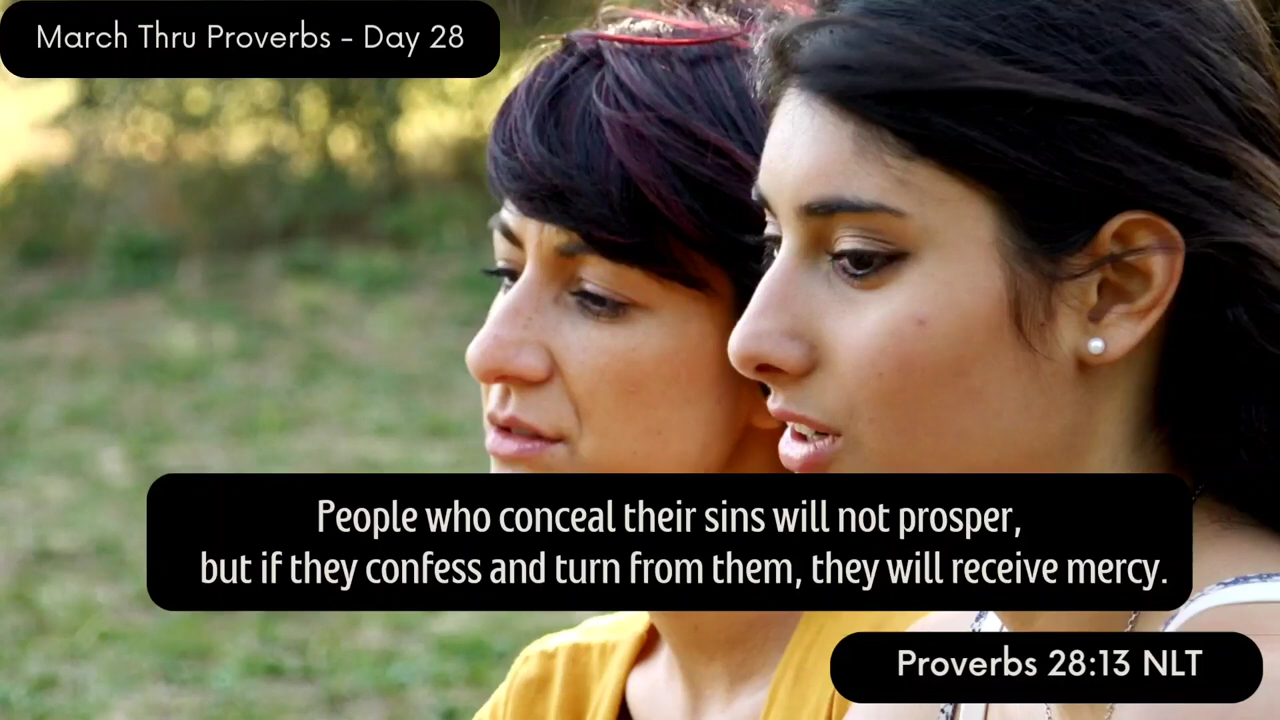 March Thru Proverbs - Day 28
People who conceal their sins will not prosper,
but if they confess and turn from them, they will receive mercy.
Proverbs 28:13 NLT